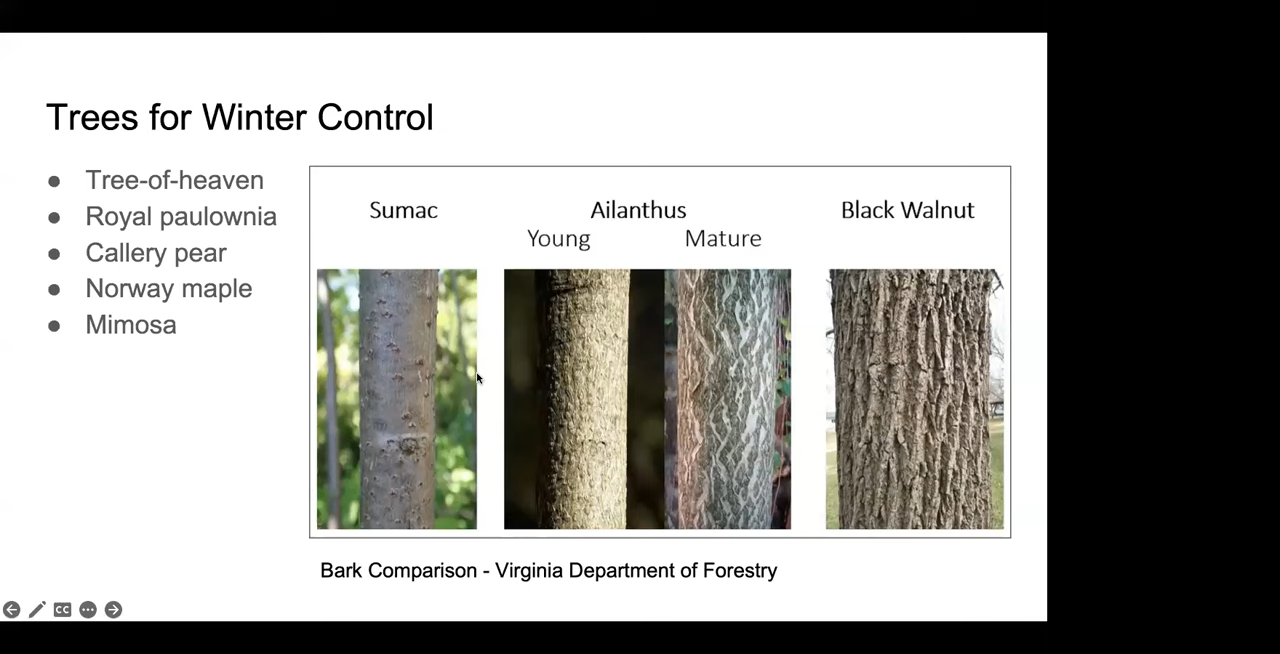 Trees for Winter Control
● Tree-of-heaven
● Royal paulownia
● Callery pear
● Norway maple
● Mimosa
Sumac
Ailanthus
Young
Mature
Black Walnut
Bark Comparison - Virginia Department of Forestry
CC